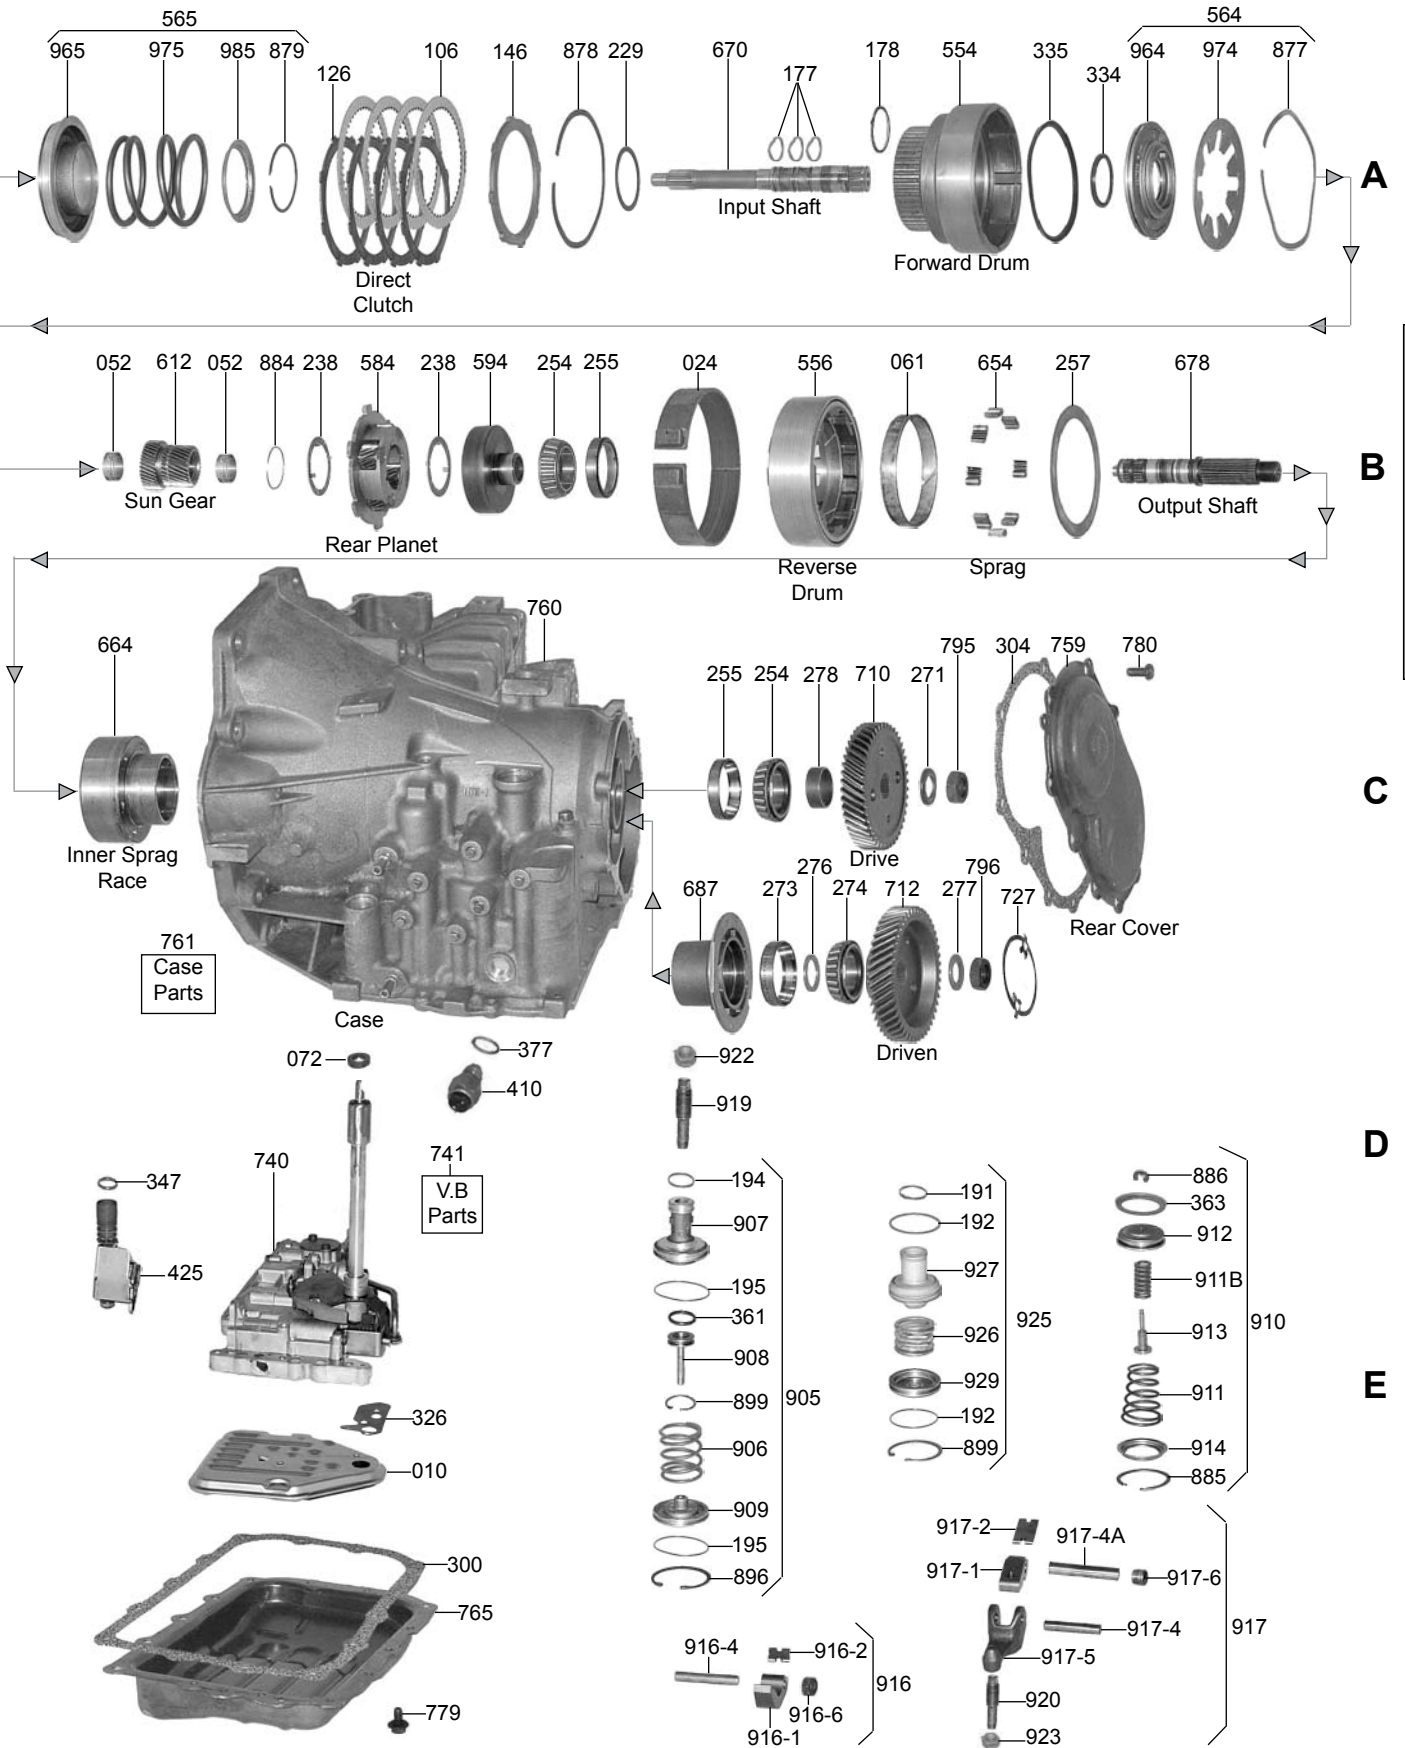 565
564
965 975 985 879
106 146 878 229 670 178 554 335
964 974 877
126
177
334
A
Input Shaft
Forward Drum
Direct
Clutch
052 612 052 884 238 584 238 594 254 255 024 556 061 654 257 678
B
Sun Gear
Output Shaft
Rear Planet
Reverse
Drum
Sprag
760
664
795 304 759 780
255 254 278 710 271
C
Inner Sprag
Race
Drive
276
796
687 273 274 712 277 727
Rear Cover
761
Case
Parts
Case
Driven
072
377
922
410
919
D
740
741
V.B
Parts
347
194
191
886
907
192
363
912
425
927
911B
195
361
925
926
913
910
908
905
899
929
911
E
326
192
906
899
914
010
885
909
195
917-2
917-4A
300
896
917-1
917-6
765
917-4
917
916-4
916-2
917-5
916
779
916-6
920
916-1
923